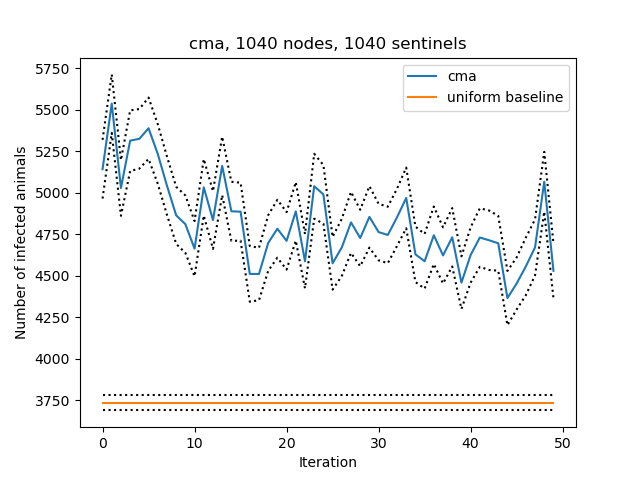 cma, 1040 nodes, 1040 sentinels
cma
uniform baseline
Number of infected animals
5750
5500
5250
5000
4750
4500
4250
4000
3750
0 10 20 30 40 50
Iteration